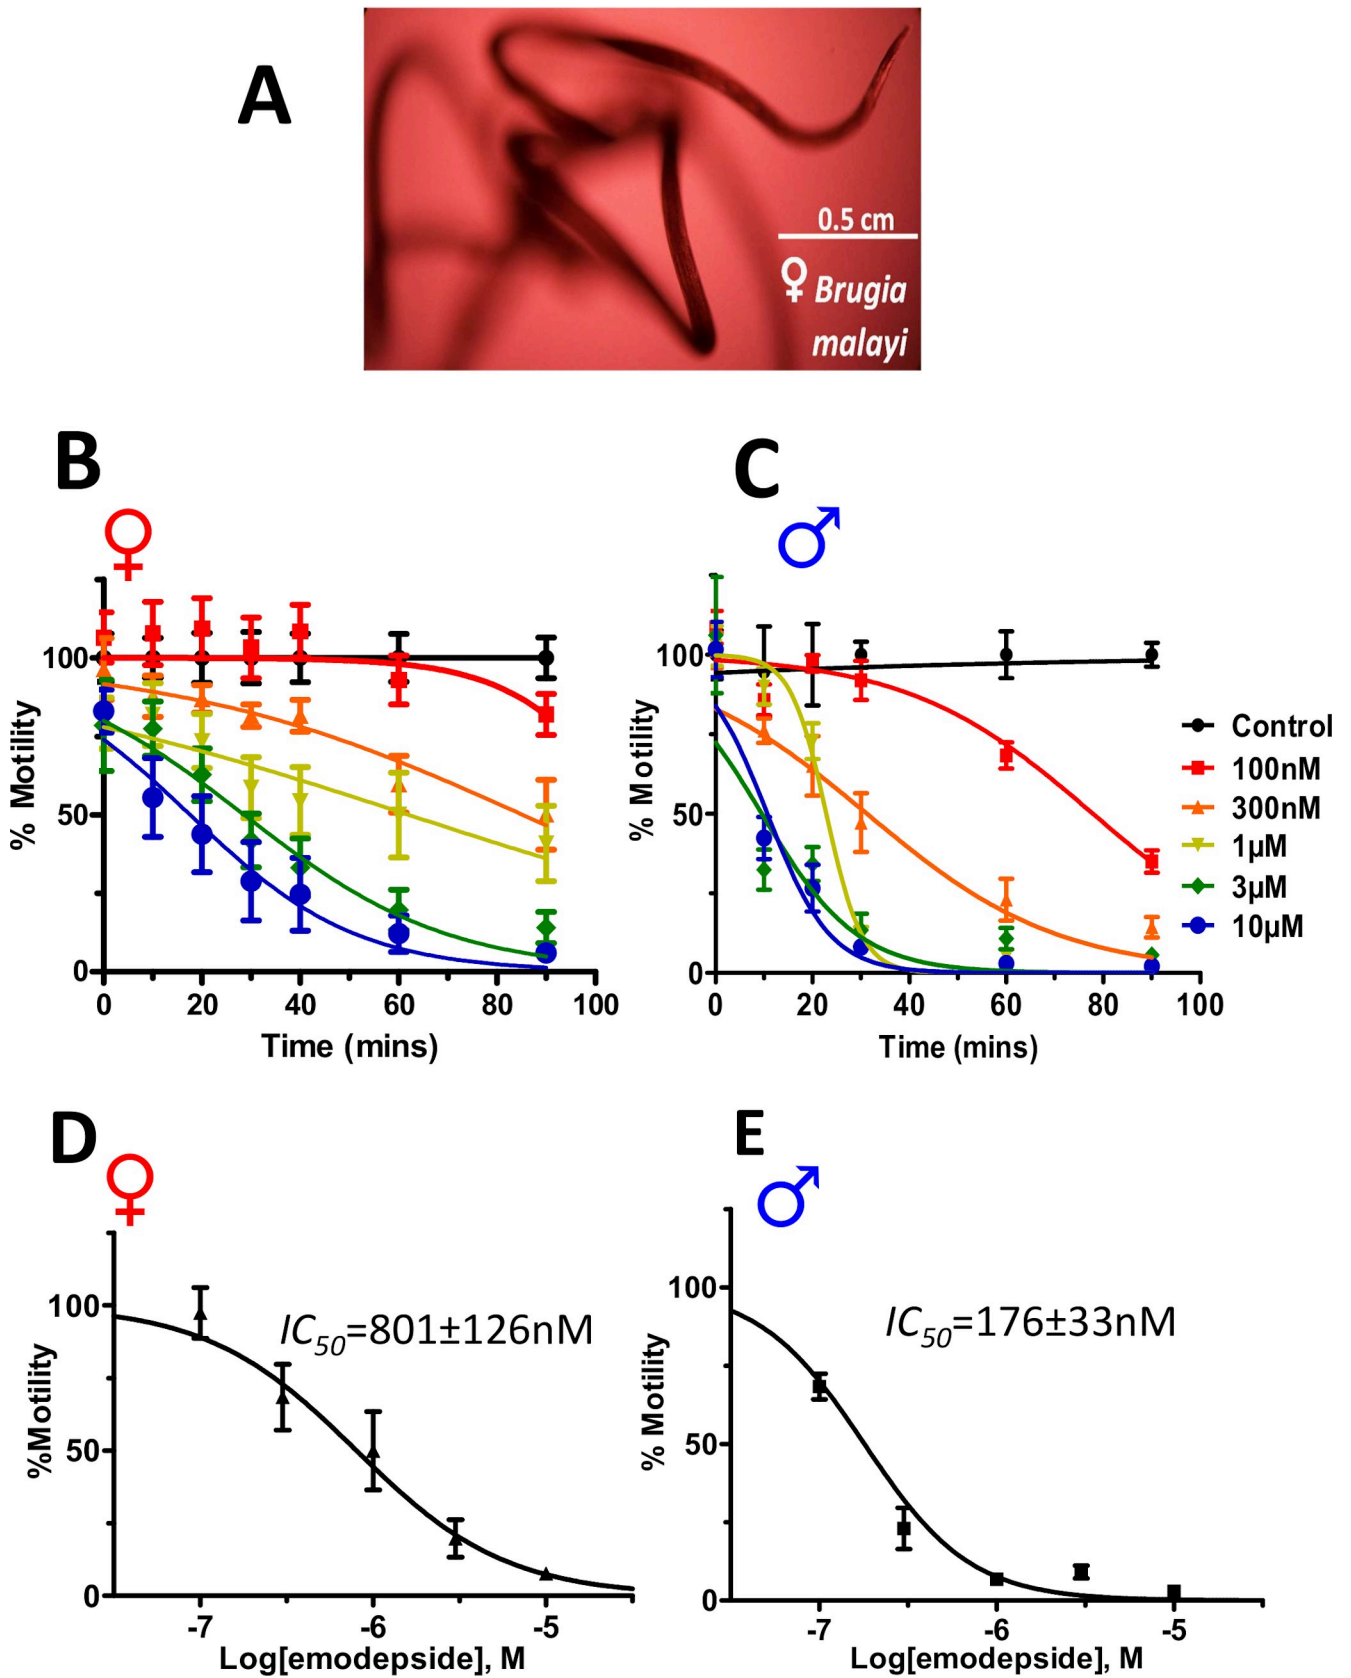 A
0.5 cm
♀ Brugia
malayi
B
♀
C
♂
% Motility
100
50
0
0 20 40 60 80 100
Time (mins)
% Motility
100
50
0
0 20 40 60 80 100
Time (mins)
Control
100nM
300nM
1µM
3µM
10µM
D
♀
%Motility
100
50
0
IC50=801±126nM
-7 -6 -5
Log[emodepside], M
E
♂
% Motility
100
50
0
IC50=176±33nM
-7 -6 -5
Log[emodepside], M